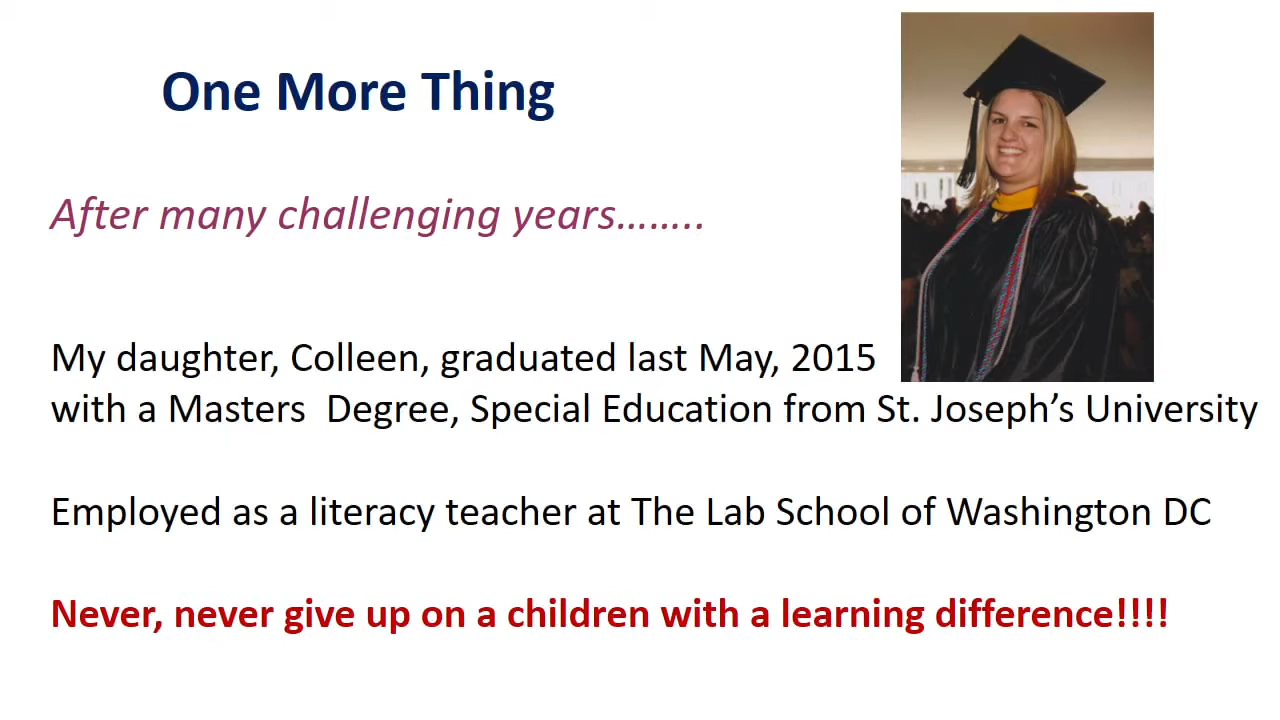 One More Thing
After many challenging years……..
My daughter, Colleen, graduated last May, 2015
with a Masters  Degree, Special Education from St. Joseph’s University
Employed as a literacy teacher at The Lab School of Washington DC
Never, never give up on a children with a learning difference!!!!